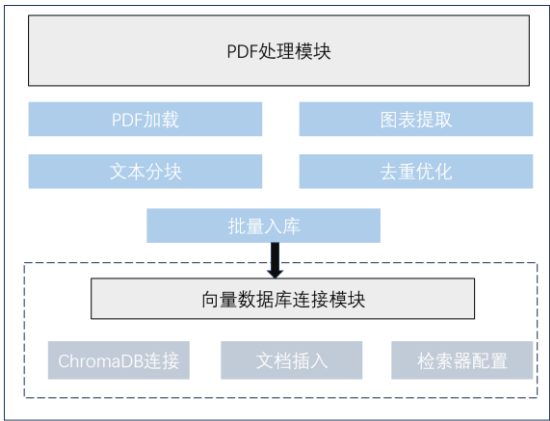 PDF处理模块
PDF加载
图表提取
文本分块
去重优化
批量入库
向量数据库连接模块
ChromaDB连接
文档插入
检索器配置